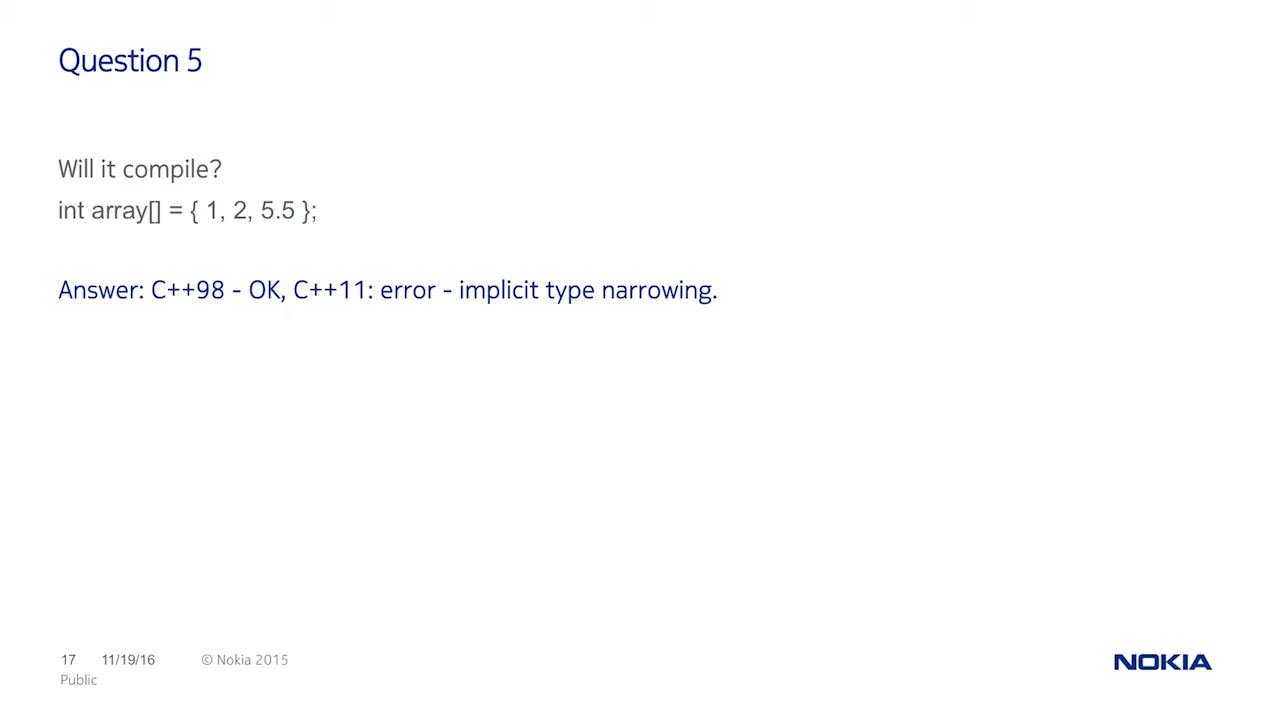 Question 5
Will it compile?
int array[] = { 1, 2, 5.5 };
Answer: C++98 - OK, C++11: error - implicit type narrowing.
17 11/19/16 © Nokia 2015
Public
NOKIA